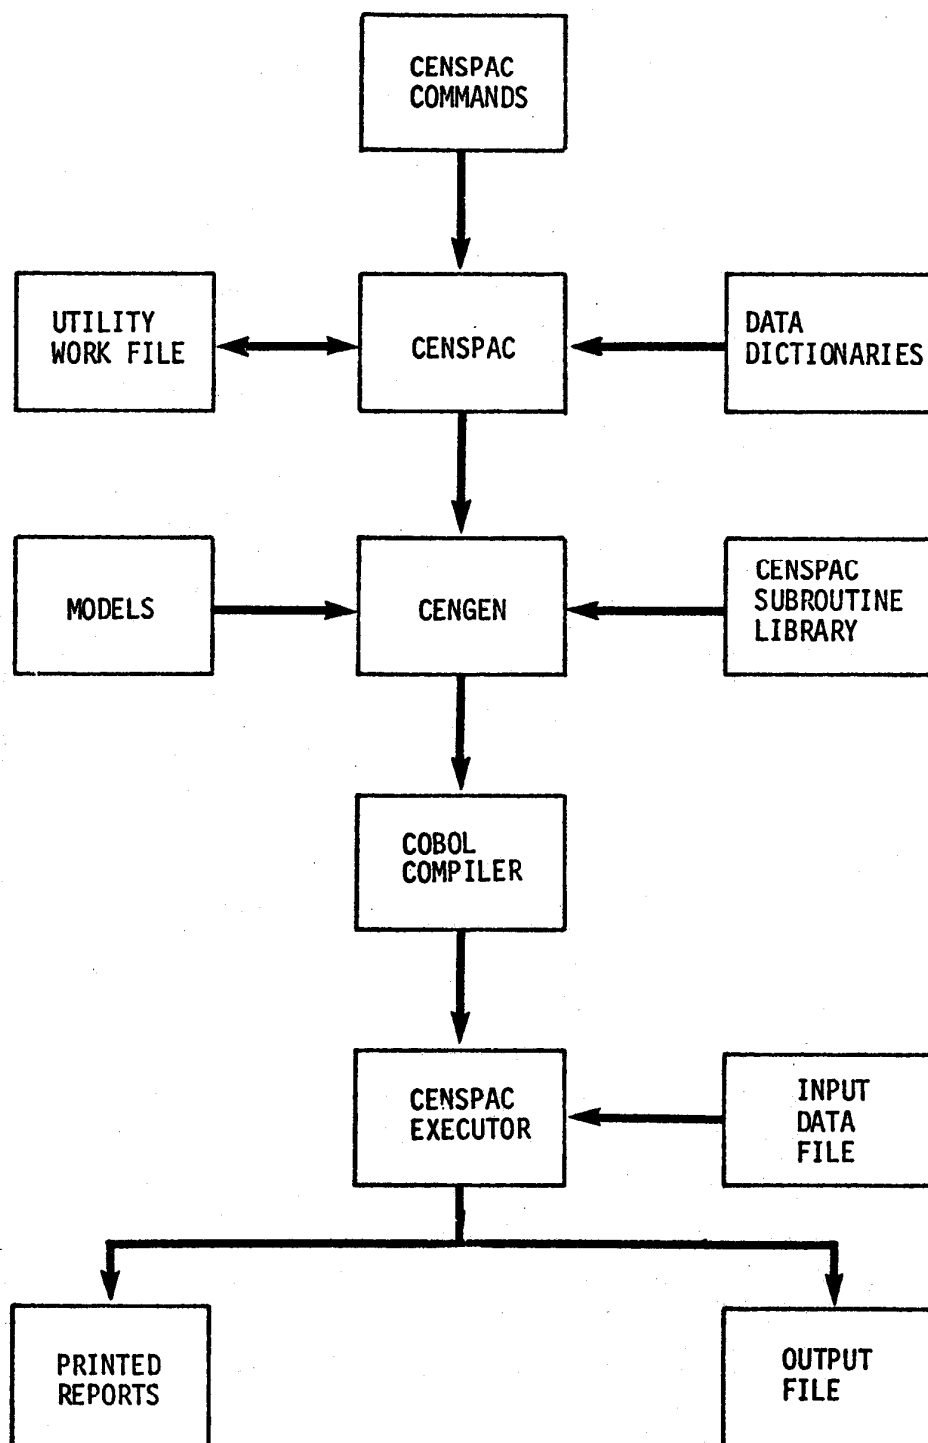 CENSPAC
COMMANDS
UTILITY
WORK FILE
CENSPAC
DATA
DICTIONARIES
MODELS
CENGEN
CENSPAC
SUBROUTINE
LIBRARY
COBOL
COMPILER
CENSPAC
EXECUTOR
INPUT
DATA
FILE
PRINTED
REPORTS
OUTPUT
FILE